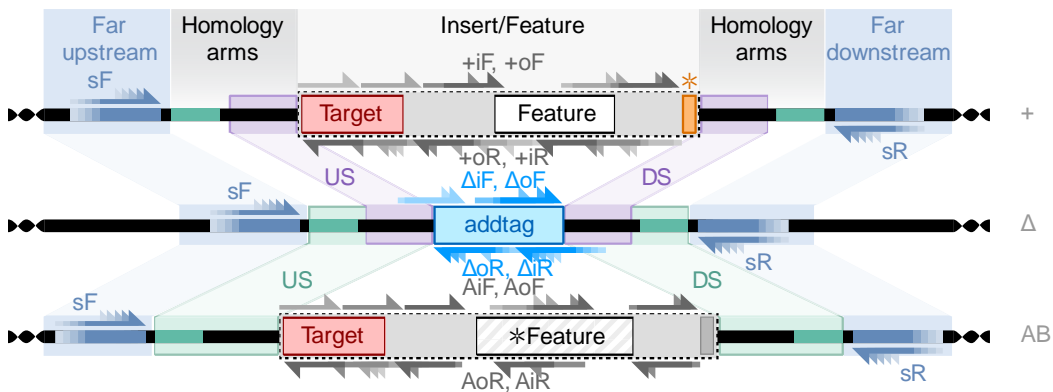 Far upstream
Homology arms
Insert/Feature
Homology arms
Far downstream
sF
+iF, +oF
*
Target
Feature
+
+oR, +iR
sR
US
DS
sF
ΔiF, ΔoF
addtag
Δ
ΔoR, ΔiR
sR
US
DS
AiF, AoF
sF
Target
*Feature
AB
AoR, AiR
sR